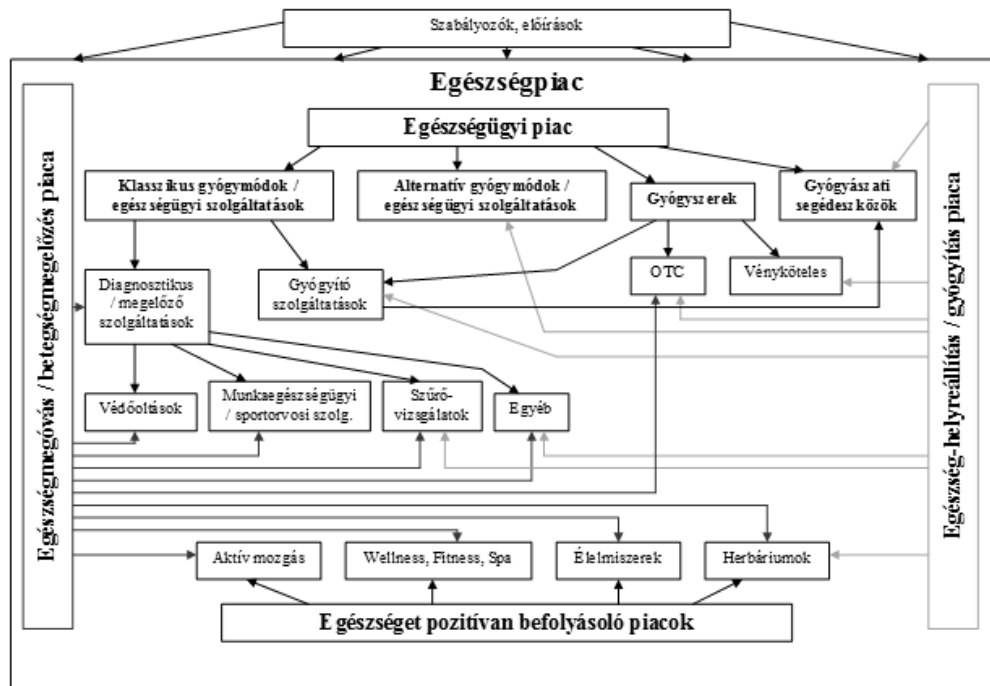 Szabályozók, előírások
Egészségpiac
Egészségmegóvás / betegségmegelőzés piaca
Egészség-helyreállítás / gyógyítás piaca
Egészségügyi piac
Klasszikus gyógymódok /
egészségügyi szolgáltatások
Alternatív gyógymódok /
egészségügyi szolgáltatások
Gyógyszerek
Gyógyászati
segédeszközök
Diagnosztikus
/ megelőző
szolgáltatások
Gyógyító
szolgáltatások
OTC
Vényköteles
Védőoltások
Munkaegészségügyi
/ sportorvosi szolg.
Szűrő-
vizsgálatok
Egyéb
Aktív mozgás
Wellness, Fitness, Spa
Élelmiszerek
Herbáriumok
Egészséget pozitívan befolyásoló piacok